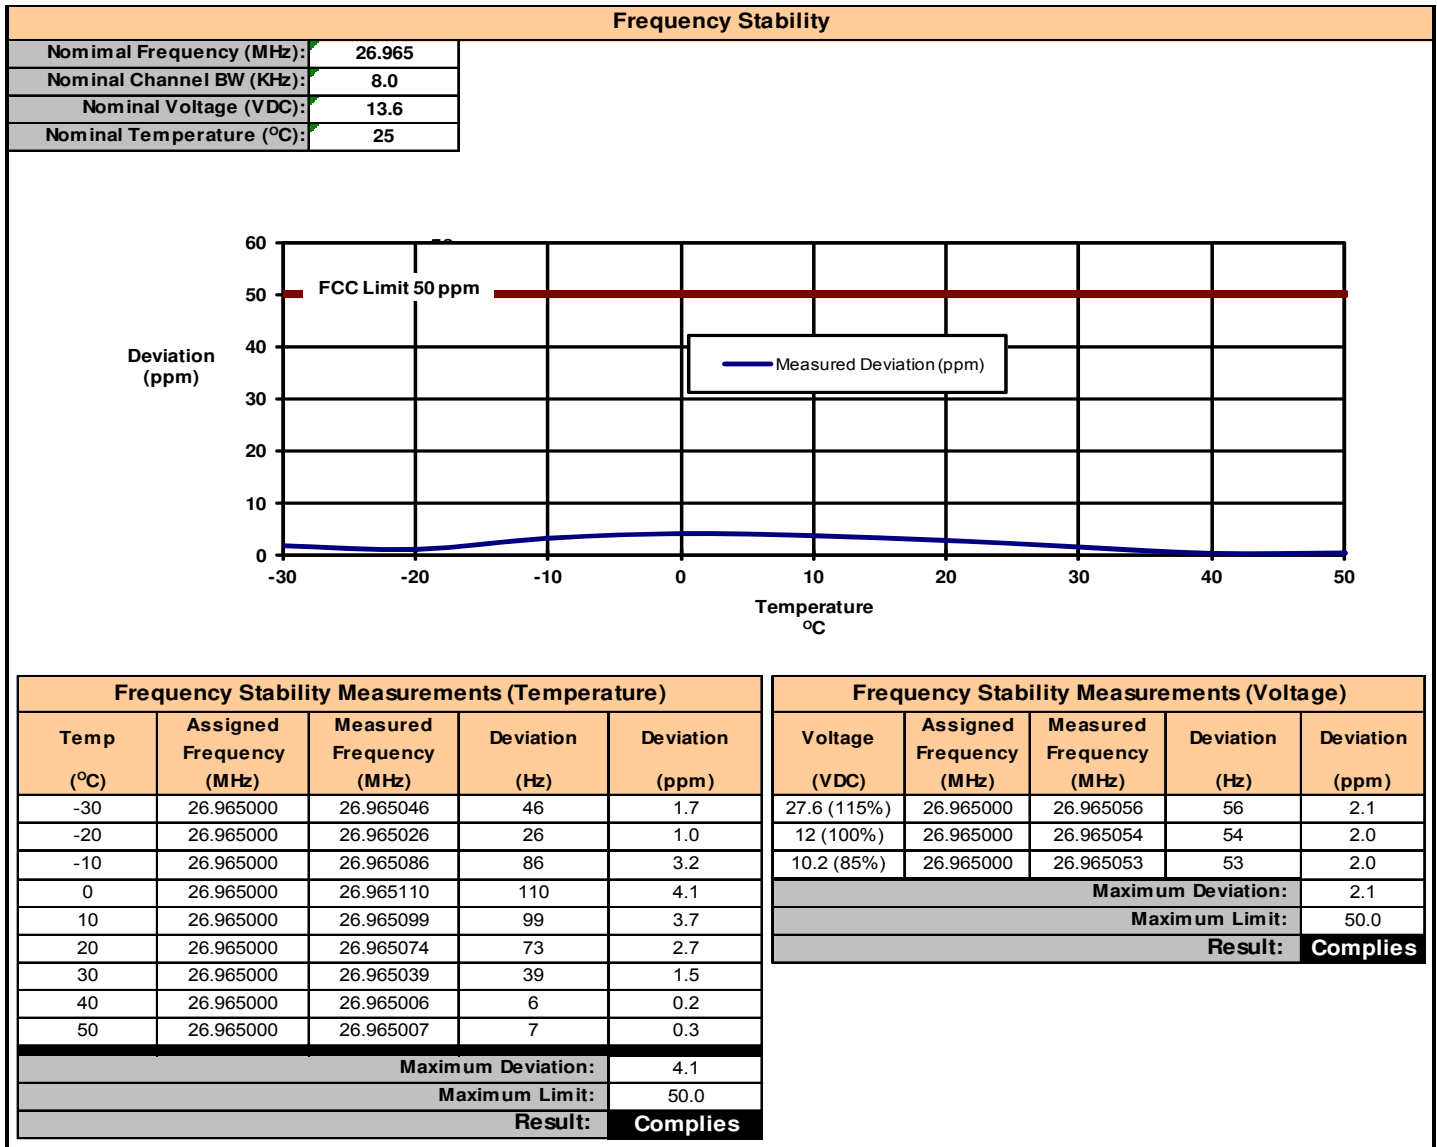 Frequency Stability
Nomimal Frequency (MHz): 26.965
Nominal Channel BW (KHz): 8.0
Nominal Voltage (VDC): 13.6
Nominal Temperature (ᴼC): 25
60
FCC Limit 50 ppm
50
40
30
20
10
0
Deviation
(ppm)
Measured Deviation (ppm)
-30 -20 -10 0 10 20 30 40 50
Temperature
ᴼC
Frequency Stability Measurements (Temperature)
Temp (ᴼC) Assigned Frequency (MHz) Measured Frequency (MHz) Deviation (Hz) Deviation (ppm)
-30 26.965000 26.965046 46 1.7
-20 26.965000 26.965026 26 1.0
-10 26.965000 26.965086 86 3.2
0 26.965000 26.965110 110 4.1
10 26.965000 26.965099 99 3.7
20 26.965000 26.965074 73 2.7
30 26.965000 26.965039 39 1.5
40 26.965000 26.965006 6 0.2
50 26.965000 26.965007 7 0.3
Maximum Deviation: 4.1
Maximum Limit: 50.0
Result: Complies
Frequency Stability Measurements (Voltage)
Voltage (VDC) Assigned Frequency (MHz) Measured Frequency (MHz) Deviation (Hz) Deviation (ppm)
27.6 (115%) 26.965000 26.965056 56 2.1
12 (100%) 26.965000 26.965054 54 2.0
10.2 (85%) 26.965000 26.965053 53 2.0
Maximum Deviation: 2.1
Maximum Limit: 50.0
Result: Complies